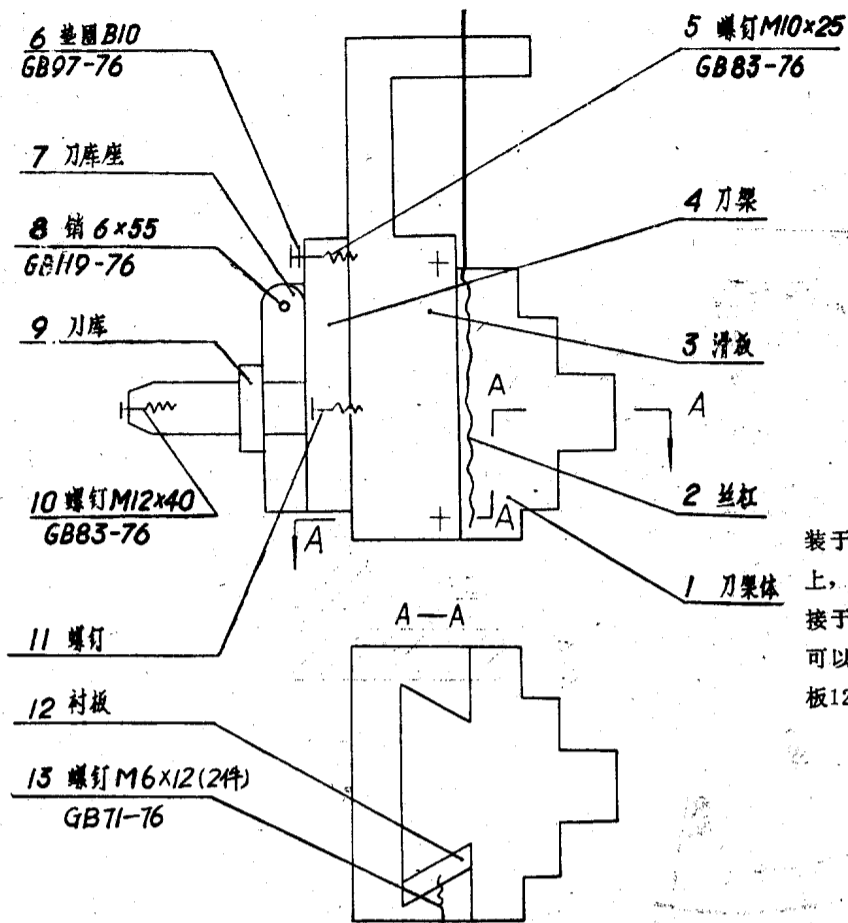 6 垫圈B10
GB97-76
7 刀库座
8 销 6×55
GB119-76
9 刀库
10 螺钉M12×40
GB83-76
11 螺钉
12 衬板
13 螺钉M6×12(2件)
GB71-76
5 螺钉M10×25
GB83-76
4 刀架
3 滑板
2 丝杠
1 刀架体
A
A
A
A
A—A
装于
上，
接于
可以
板12